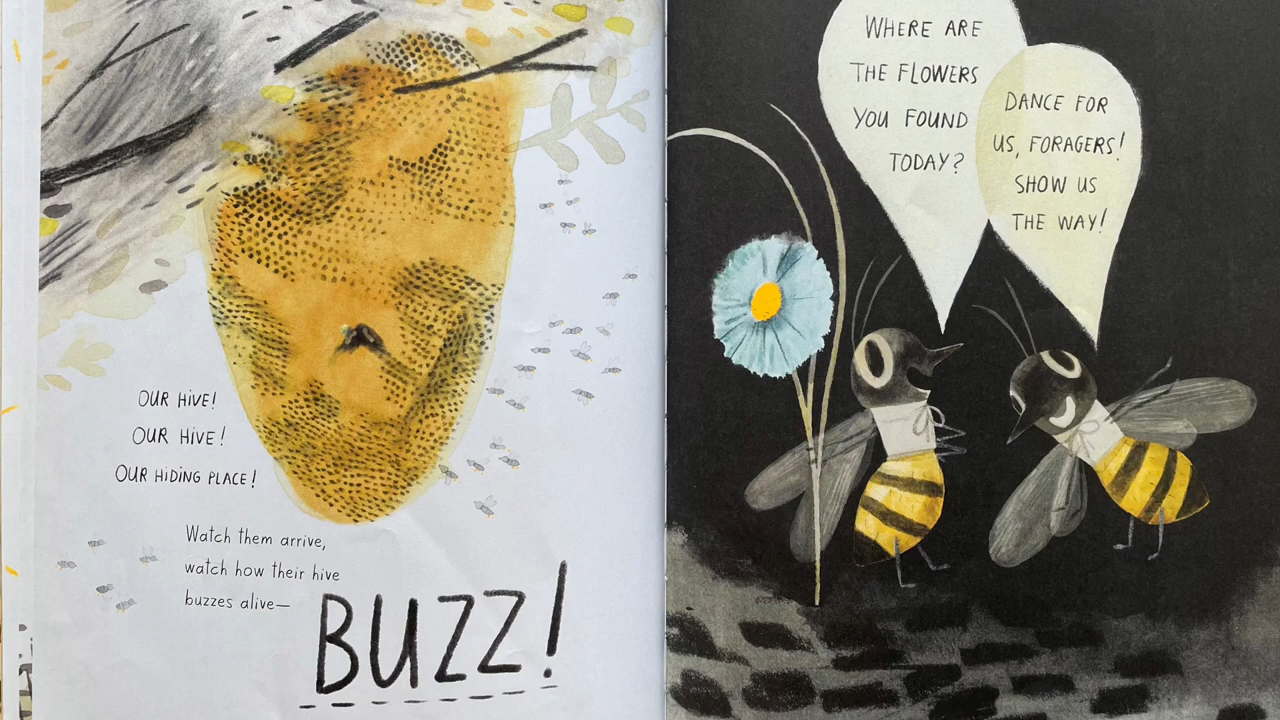 OUR HIVE!
OUR HIVE!
OUR HIDING PLACE!
Watch them arrive,
watch how their hive
buzzes alive—
BUZZ!
WHERE ARE
THE FLOWERS
YOU FOUND
TODAY?
DANCE FOR
US, FORAGERS!
SHOW US
THE WAY!